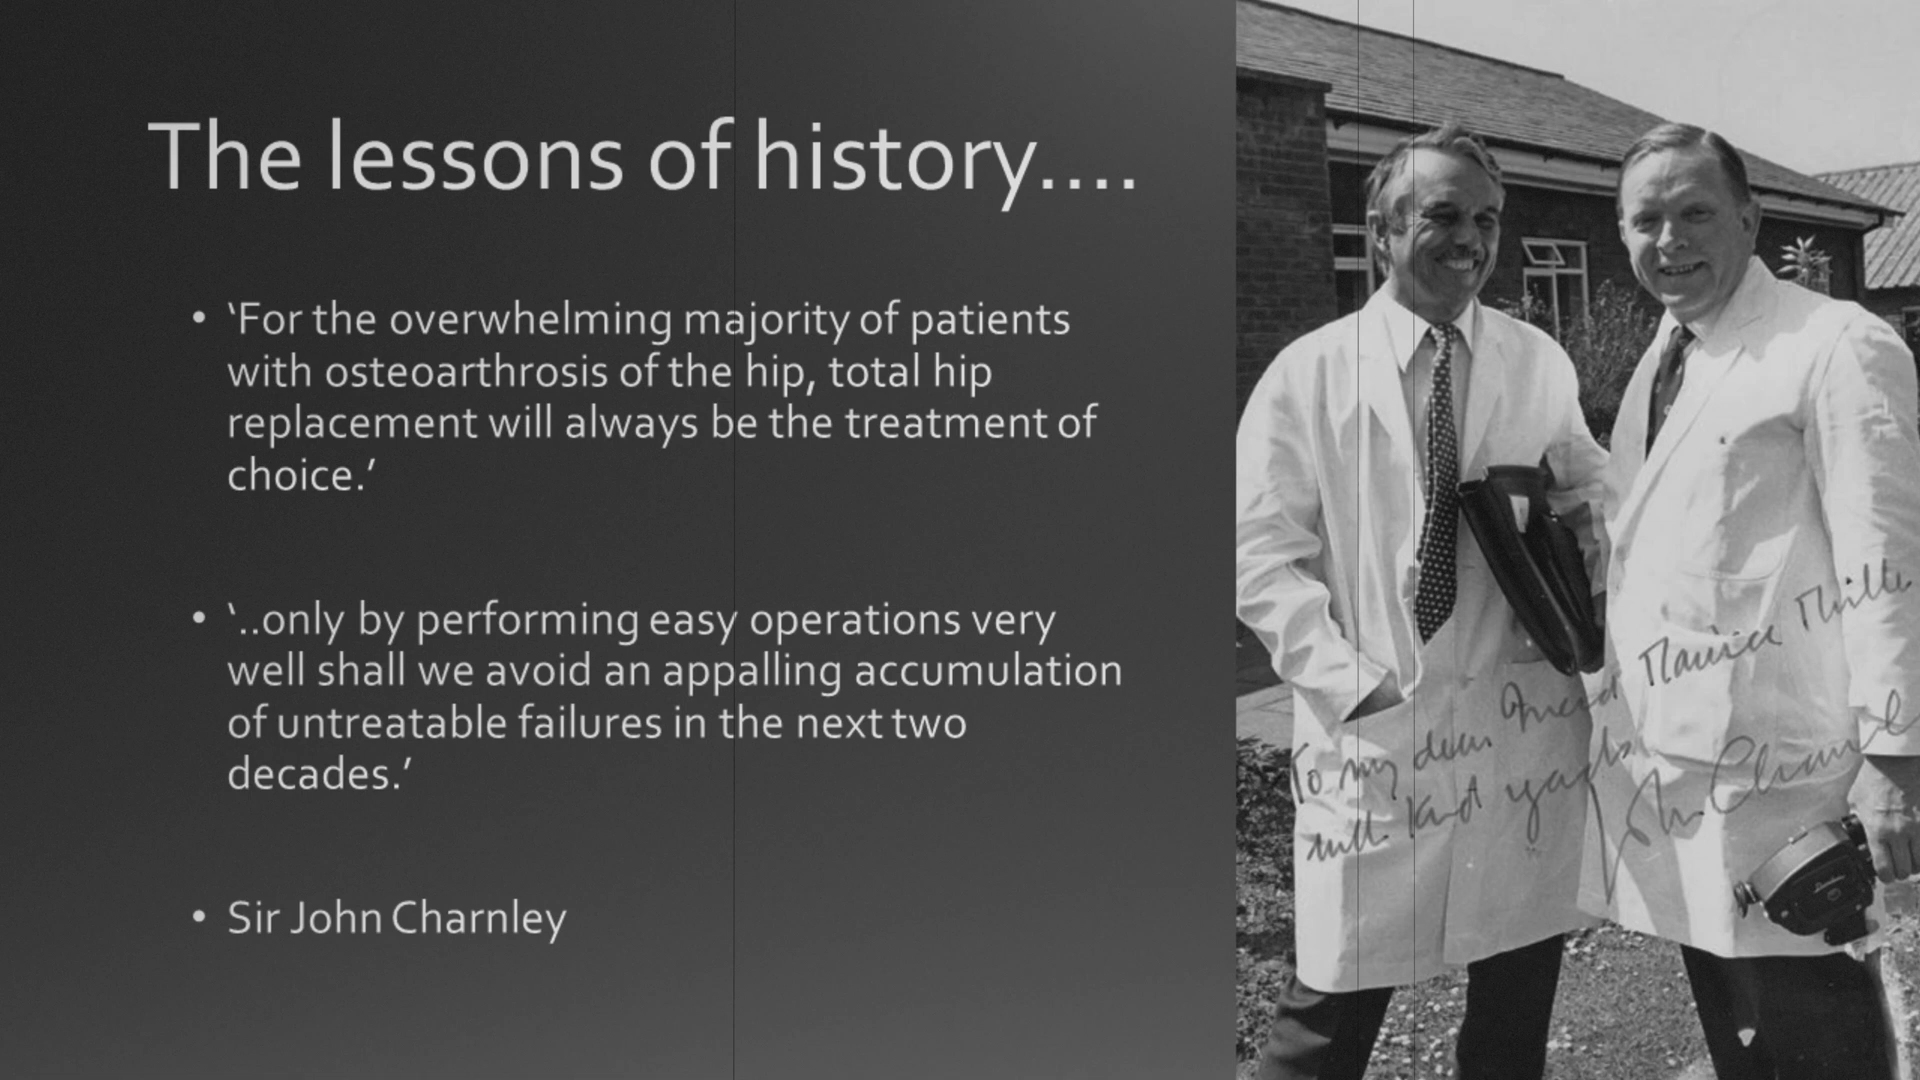 The lessons of history....
• ‘For the overwhelming majority of patients
with osteoarthrosis of the hip, total hip
replacement will always be the treatment of
choice.’
• ‘..only by performing easy operations very
well shall we avoid an appalling accumulation
of untreatable failures in the next two
decades.’
• Sir John Charnley
To my dear friend Maurice Müller
with kind regards
John Charnley